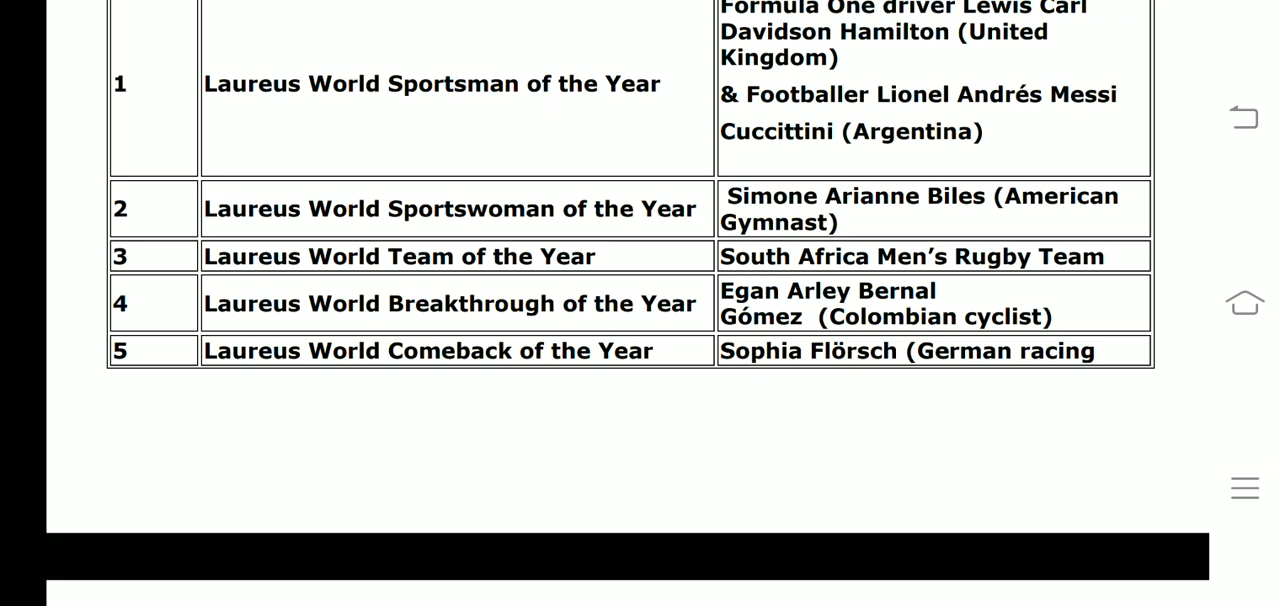 Formula One driver Lewis Carl
Davidson Hamilton (United
Kingdom)
1
Laureus World Sportsman of the Year
& Footballer Lionel Andrés Messi
Cuccittini (Argentina)
2
Laureus World Sportswoman of the Year
Simone Arianne Biles (American
Gymnast)
3
Laureus World Team of the Year
South Africa Men’s Rugby Team
4
Laureus World Breakthrough of the Year
Egan Arley Bernal
Gómez  (Colombian cyclist)
5
Laureus World Comeback of the Year
Sophia Flörsch (German racing